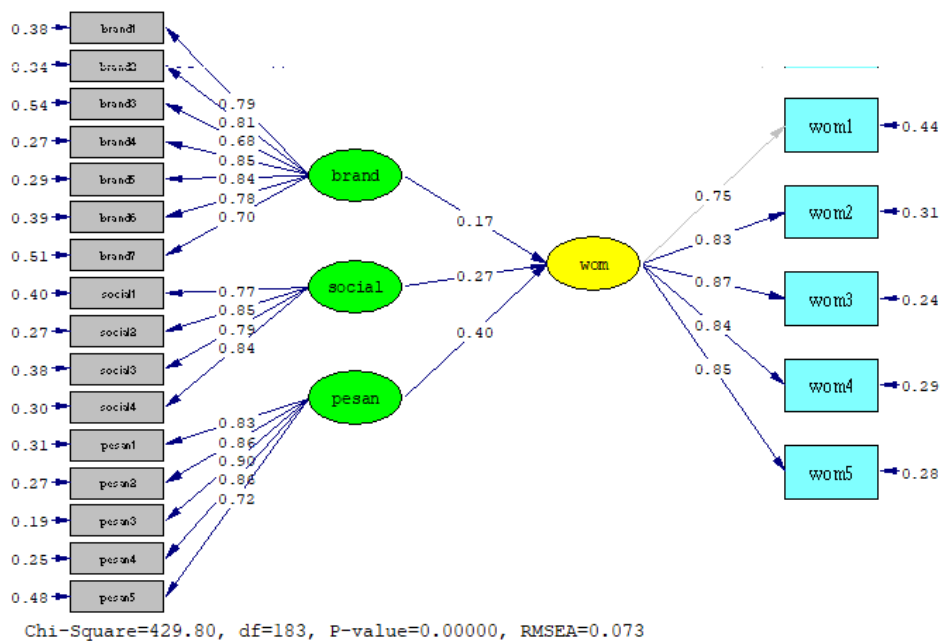 0.38 brand1
0.34 brand2
0.54 brand3
0.27 brand4
0.29 brand5
0.39 brand6
0.51 brand7
0.40 social1
0.27 social2
0.38 social3
0.30 social4
0.31 pesan1
0.27 pesan2
0.19 pesan3
0.25 pesan4
0.48 pesan5
0.79
0.81
0.68
0.85
0.84
0.78
0.70
0.77
0.85
0.79
0.84
0.83
0.86
0.90
0.86
0.72
brand
social
pesan
0.17
0.27
0.40
wom
0.75
0.83
0.87
0.84
0.85
wom1 0.44
wom2 0.31
wom3 0.24
wom4 0.29
wom5 0.28
Chi-Square=429.80, df=183, P-value=0.00000, RMSEA=0.073